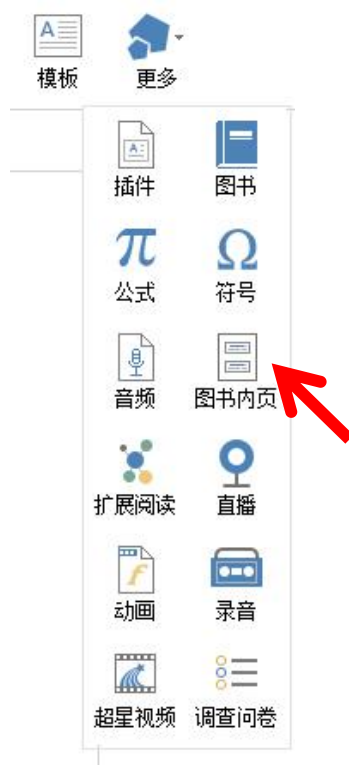 模板 更多
插件 图书
公式 符号
音频 图书内页
扩展阅读 直播
动画 录音
超星视频 调查问卷